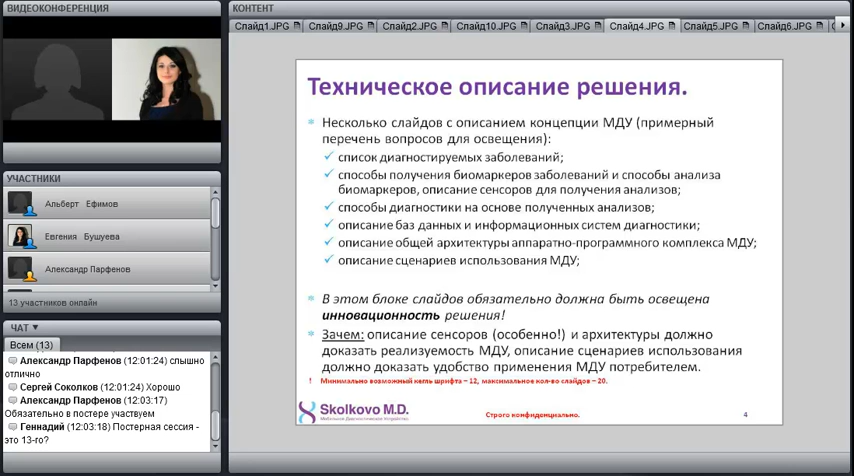 ВИДЕОКОНФЕРЕНЦИЯ
УЧАСТНИКИ
Альберт Ефимов
Евгения Бушуева
Александр Парфенов
13 участников онлайн
ЧАТ
Всем (13)
Александр Парфенов (12:01:24) слышно
отлично
Сергей Соколков (12:01:24) Хорошо
Александр Парфенов (12:03:17)
Обязательно в постере участвуем
Геннадий (12:03:18) Постерная сессия -
это 13-го?
КОНТЕНТ
Слайд1.JPG Слайд9.JPG Слайд2.JPG Слайд10.JPG Слайд3.JPG Слайд4.JPG Слайд5.JPG Слайд6.JPG
Техническое описание решения.
Несколько слайдов с описанием концепции МДУ (примерный
перечень вопросов для освещения):
список диагностируемых заболеваний;
способы получения биомаркеров заболеваний и способы анализа
биомаркеров, описание сенсоров для получения анализов;
способы диагностики на основе полученных анализов;
описание баз данных и информационных систем диагностики;
описание общей архитектуры аппаратно-программного комплекса МДУ;
описание сценариев использования МДУ;
В этом блоке слайдов обязательно должна быть освещена
инновационность решения!
Зачем: описание сенсоров (особенно!) и архитектуры должно
доказать реализуемость МДУ, описание сценариев использования
должно доказать удобство применения МДУ потребителем.
! Минимально возможный кегль шрифта – 12, максимальное кол-во слайдов – 20.
Skolkovo M.D.
Мобильное Диагностическое Устройство.
Строго конфиденциально.
4